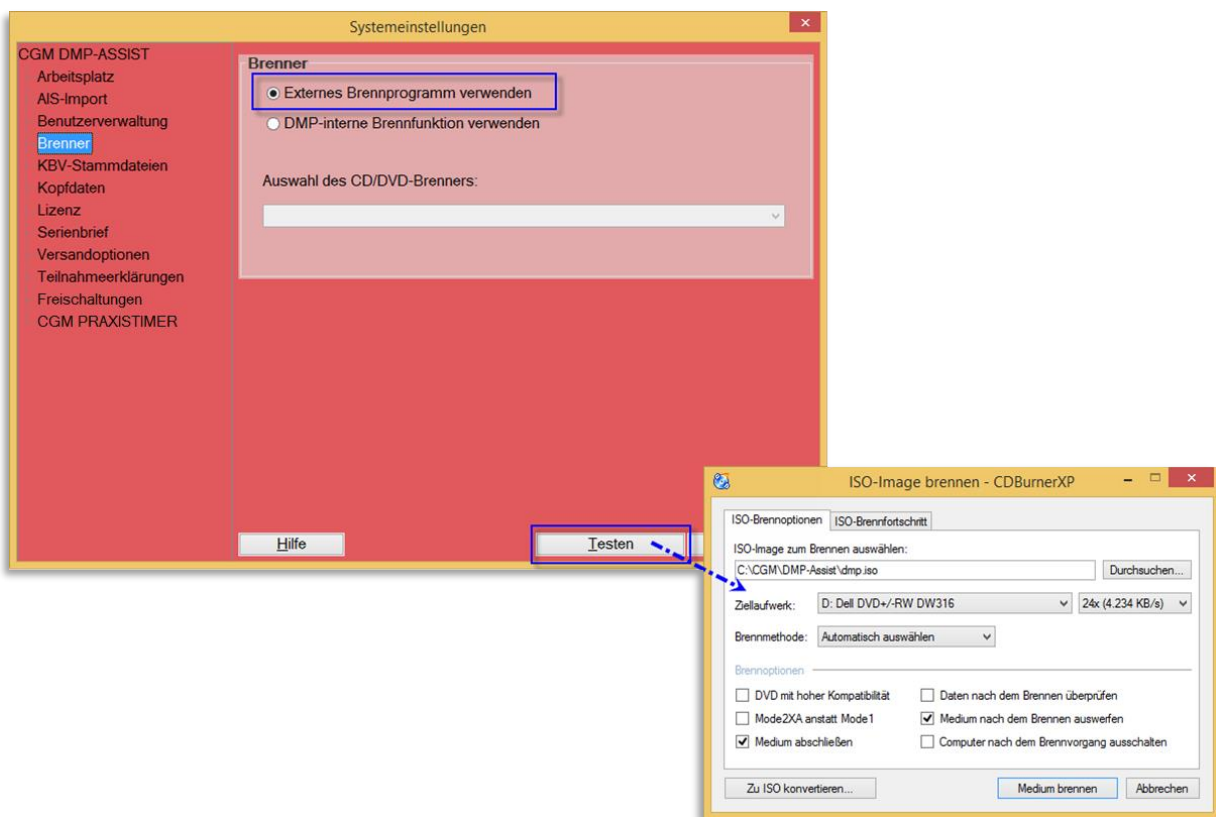 Systemeinstellungen
CGM DMP-ASSIST
Arbeitsplatz
AIS-Import
Benutzerverwaltung
Brenner
KBV-Stammdateien
Kopfdaten
Lizenz
Serienbrief
Versandoptionen
Teilnahmeerklärungen
Freischaltungen
CGM PRAXISTIMER
Brenner
Externes Brennprogramm verwenden
DMP-interne Brennfunktion verwenden
Auswahl des CD/DVD-Brenners:
Hilfe
Testen
ISO-Image brennen - CDBurnerXP
ISO-Brennoptionen
ISO-Brennfortschritt
ISO-Image zum Brennen auswählen:
C:\CGM\DMP-Assist\dmp.iso
Durchsuchen...
Ziellaufwerk:
D: Dell DVD+/-RW DW316
24x (4.234 KB/s)
Brennmethode:
Automatisch auswählen
Brennoptionen
DVD mit hoher Kompatibilität
Daten nach dem Brennen überprüfen
Mode2XA anstatt Mode1
Medium nach dem Brennen auswerfen
Medium abschließen
Computer nach dem Brennvorgang ausschalten
Zu ISO konvertieren...
Medium brennen
Abbrechen